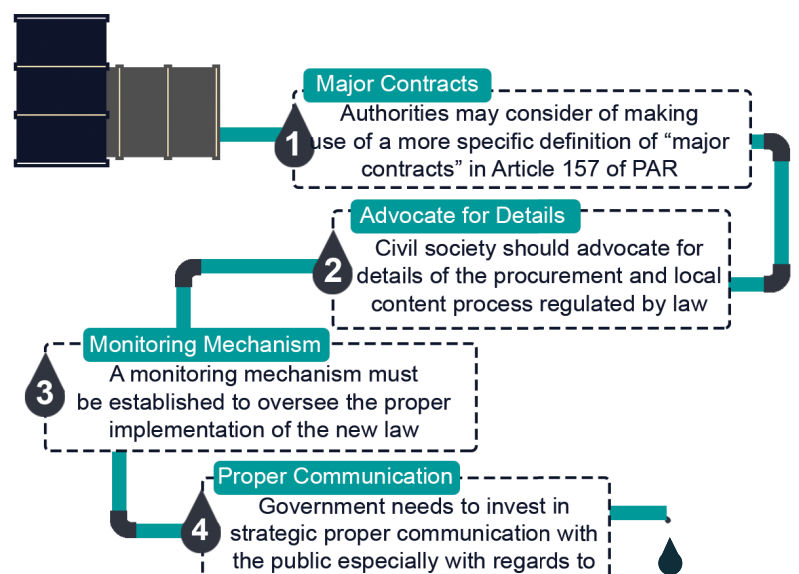 Major Contracts
1
Authorities may consider of making
use of a more specific definition of “major
contracts” in Article 157 of PAR
Advocate for Details
2
Civil society should advocate for
details of the procurement and local
content process regulated by law
Monitoring Mechanism
3
A monitoring mechanism must
be established to oversee the proper
implementation of the new law
Proper Communication
4
Government needs to invest in
strategic proper communication with
the public especially with regards to